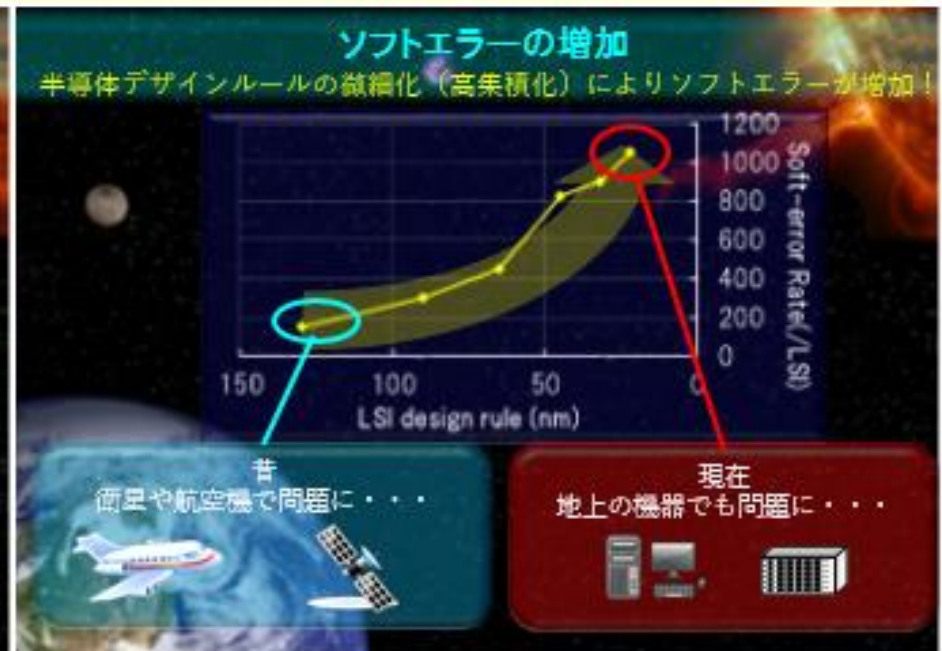 ソフトエラーの増加
半導体デザインルールの微細化（高集積化）によりソフトエラーが増加！
1200
1000
800
600
400
200
0
Soft-error Rate(/LSI)
150 100 50 0
LSI design rule (nm)
昔
衛星や航空機で問題に・・・
現在
地上の機器でも問題に・・・